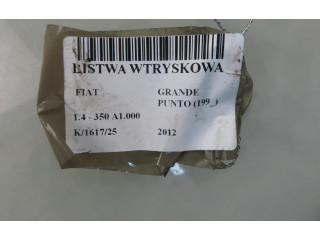 LISTWA WTRYSKOWA
FIAT GRANDE
PUNTO (199_)
1.4 - 350 A1.000
K/1617/25 2012